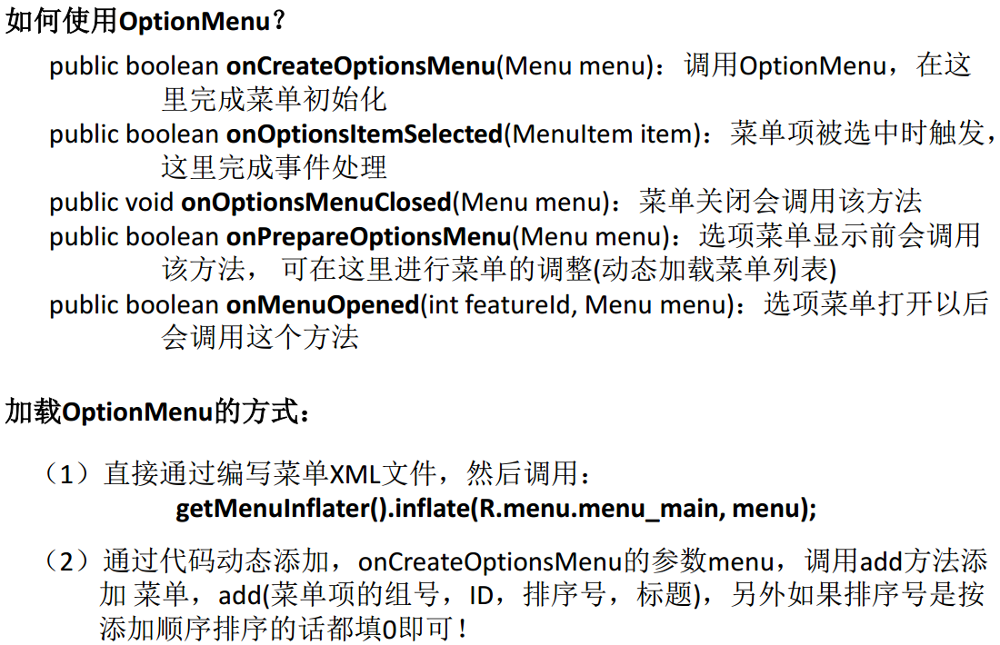 如何使用OptionMenu？
public boolean onCreateOptionsMenu(Menu menu)：调用OptionMenu，在这
里完成菜单初始化
public boolean onOptionsItemSelected(MenuItem item)：菜单项被选中时触发，
这里完成事件处理
public void onOptionsMenuClosed(Menu menu)：菜单关闭会调用该方法
public boolean onPrepareOptionsMenu(Menu menu)：选项菜单显示前会调用
该方法， 可在这里进行菜单的调整(动态加载菜单列表)
public boolean onMenuOpened(int featureId, Menu menu)：选项菜单打开以后
会调用这个方法
加载OptionMenu的方式：
（1）直接通过编写菜单XML文件，然后调用：
getMenuInflater().inflate(R.menu.menu_main, menu);
（2）通过代码动态添加，onCreateOptionsMenu的参数menu，调用add方法添
加 菜单，add(菜单项的组号，ID，排序号，标题)，另外如果排序号是按
添加顺序排序的话都填0即可！